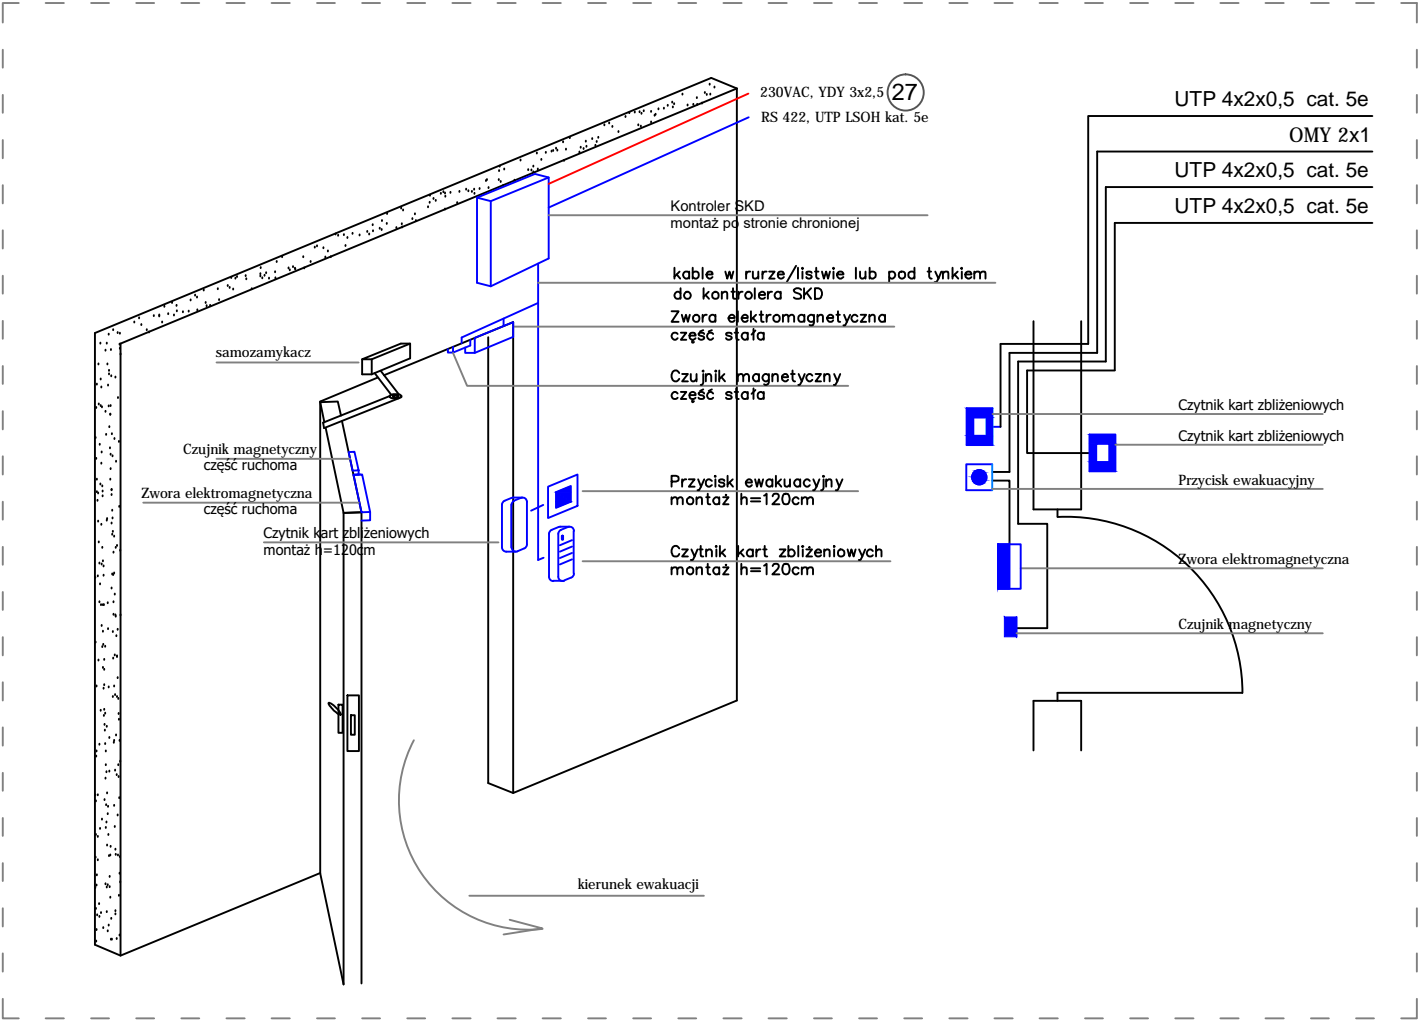 230VAC, YDY 3x2,5 27
RS 422, UTP LSOH kat. 5e
Kontroler SKD
montaż po stronie chronionej
kable w rurze/listwie lub pod tynkiem
do kontrolera SKD
Zwora elektromagnetyczna
część stała
samozamykacz
Czujnik magnetyczny
część stała
Czujnik magnetyczny
część ruchoma
Zwora elektromagnetyczna
część ruchoma
Czytnik kart zbliżeniowych
montaż h=120cm
Przycisk ewakuacyjny
montaż h=120cm
Czytnik kart zbliżeniowych
montaż h=120cm
kierunek ewakuacji
UTP 4x2x0,5 cat. 5e
OMY 2x1
UTP 4x2x0,5 cat. 5e
UTP 4x2x0,5 cat. 5e
Czytnik kart zbliżeniowych
Czytnik kart zbliżeniowych
Przycisk ewakuacyjny
Zwora elektromagnetyczna
Czujnik magnetyczny